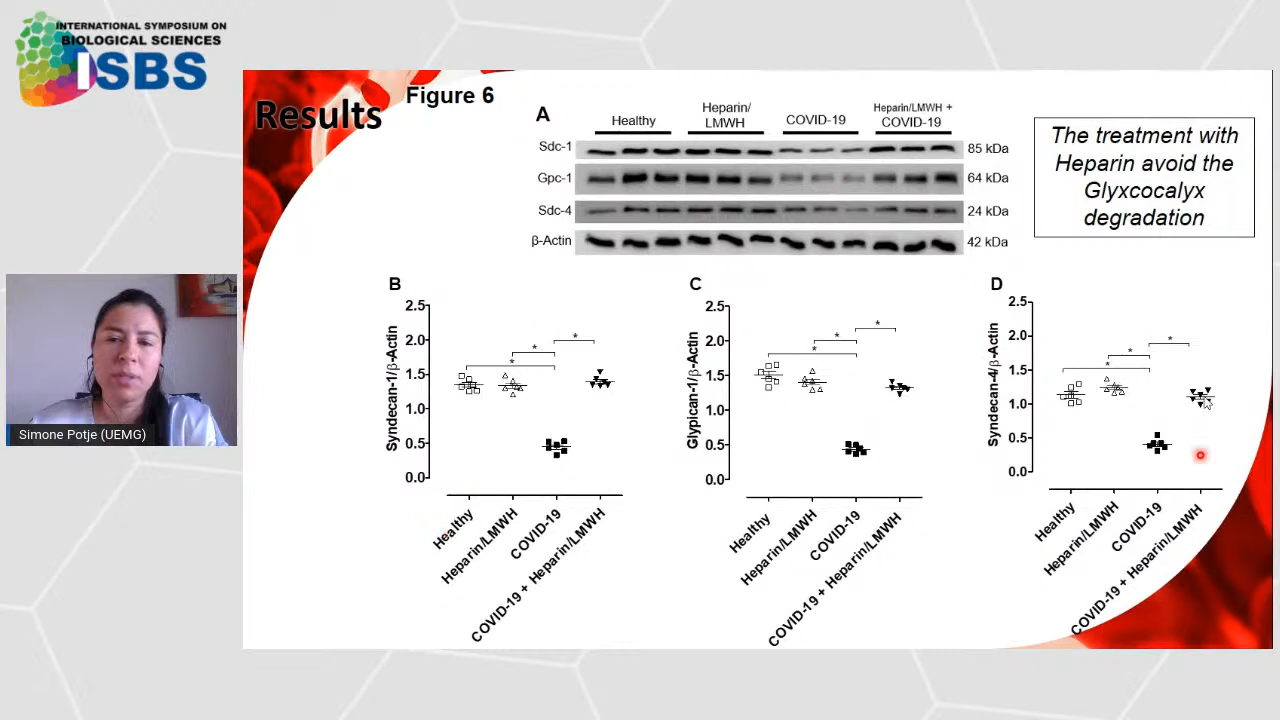 INTERNATIONAL SYMPOSIUM ON
BIOLOGICAL SCIENCES
ISBS
Results
Figure 6
A
Healthy
Heparin/
LMWH
COVID-19
Heparin/LMWH +
COVID-19
Sdc-1
85 kDa
Gpc-1
64 kDa
Sdc-4
24 kDa
β-Actin
42 kDa
The treatment with
Heparin avoid the
Glyxcocalyx
degradation
Simone Potje (UEMG)
B
Syndecan-1/β-Actin
2.5
2.0
1.5
1.0
0.5
0.0
*
*
*
Healthy
Heparin/LMWH
COVID-19
COVID-19 + Heparin/LMWH
C
Glypican-1/β-Actin
2.5
2.0
1.5
1.0
0.5
0.0
*
*
*
Healthy
Heparin/LMWH
COVID-19
COVID-19 + Heparin/LMWH
D
Syndecan-4/β-Actin
2.5
2.0
1.5
1.0
0.5
0.0
*
*
*
Healthy
Heparin/LMWH
COVID-19
COVID-19 + Heparin/LMWH